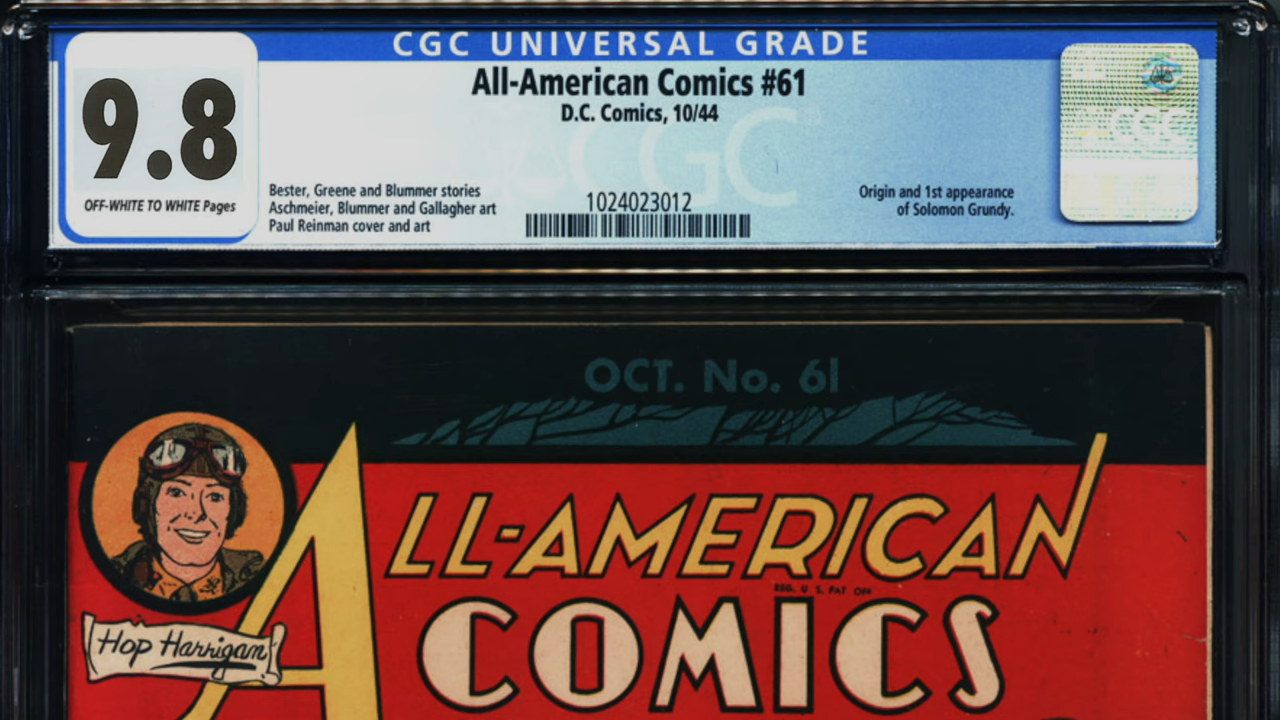 CGC UNIVERSAL GRADE
9.8
OFF-WHITE TO WHITE Pages
All-American Comics #61
D.C. Comics, 10/44
Bester, Greene and Blummer stories
Aschmeier, Blummer and Gallagher art
Paul Reinman cover and art
1024023012
Origin and 1st appearance
of Solomon Grundy.
CGC
CGC
OCT. No. 61
ALL-AMERICAN
REG. U. S. PAT OFF
COMICS
Hop Harrigan